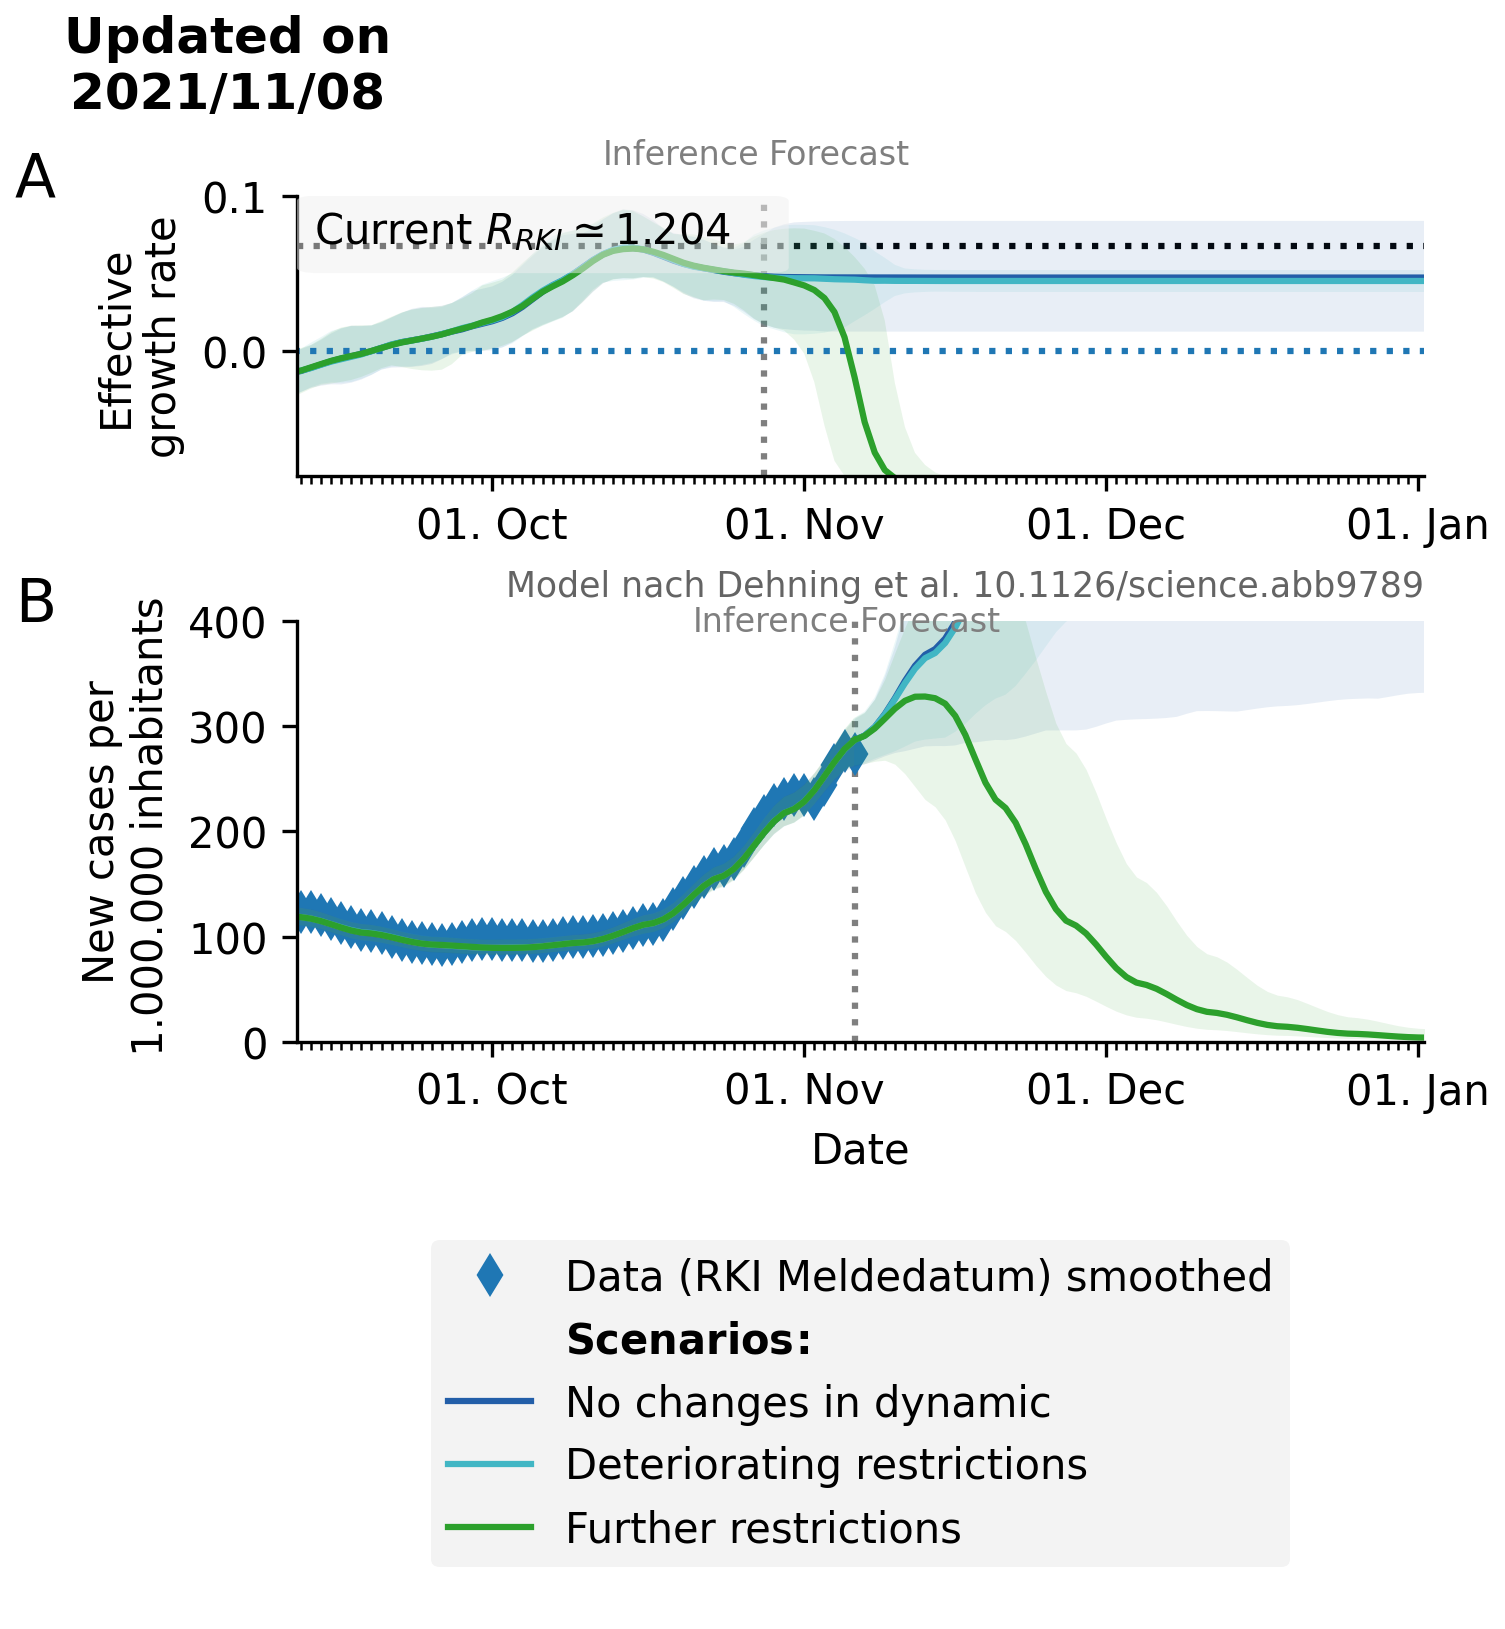 Updated on
2021/11/08
A
Inference Forecast
Effective
growth rate
0.1
0.0
Current R_RKI ≃ 1.204
01. Oct 01. Nov 01. Dec 01. Jan
B
Model nach Dehning et al. 10.1126/science.abb9789
Inference Forecast
New cases per
1.000.000 inhabitants
400
300
200
100
0
01. Oct 01. Nov 01. Dec 01. Jan
Date
Data (RKI Meldedatum) smoothed
Scenarios:
No changes in dynamic
Deteriorating restrictions
Further restrictions